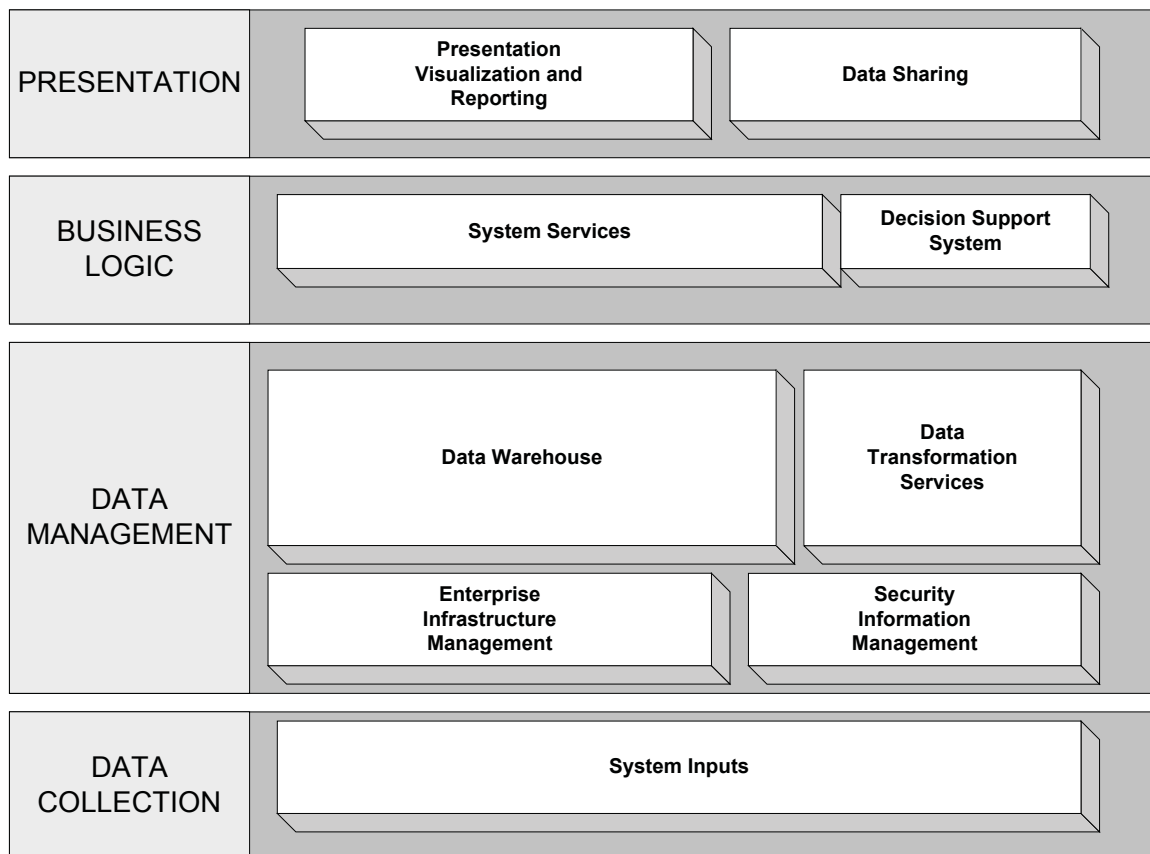 PRESENTATION
Presentation
Visualization and
Reporting
Data Sharing
BUSINESS
LOGIC
System Services
Decision Support
System
DATA
MANAGEMENT
Data Warehouse
Data
Transformation
Services
Enterprise
Infrastructure
Management
Security
Information
Management
DATA
COLLECTION
System Inputs